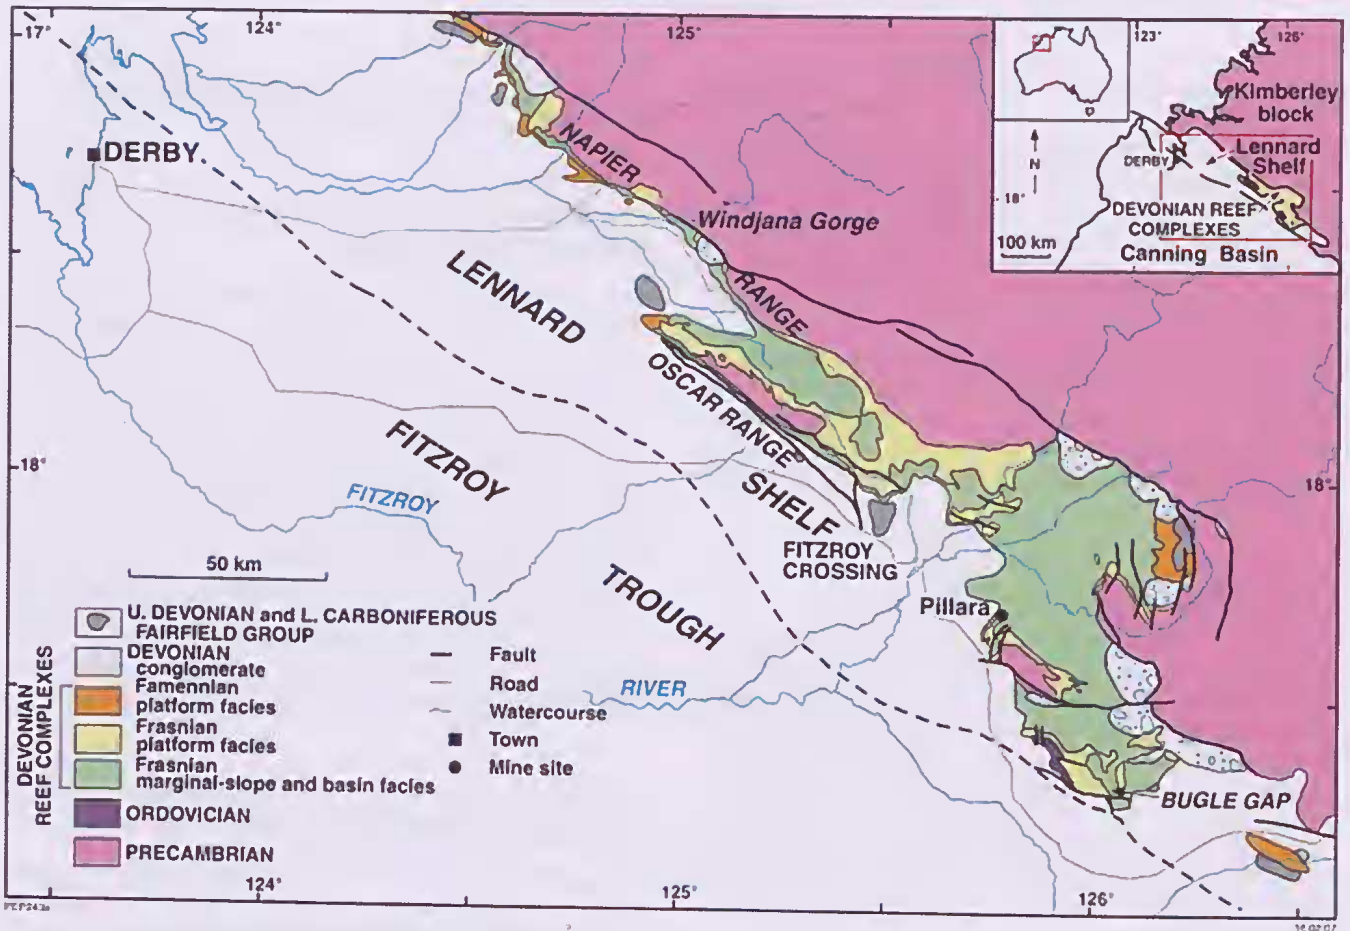 17°
124°
125°
123°
126°
Kimberley
block
N
DERBY
Lennard
Shelf
18°
DEVONIAN REEF
COMPLEXES
100 km
Canning Basin
DERBY
NAPIER
Windjana Gorge
RANGE
LENNARD
SHELF
OSCAR RANGE
FITZROY
TROUGH
18°
18°
FITZROY
RIVER
FITZROY
CROSSING
Pillara
BUGLE GAP
50 km
U. DEVONIAN and L. CARBONIFEROUS
FAIRFIELD GROUP
DEVONIAN
conglomerate
DEVONIAN
REEF COMPLEXES
Famennian
platform facies
Frasnian
platform facies
Frasnian
marginal-slope and basin facies
ORDOVICIAN
PRECAMBRIAN
Fault
Road
Watercourse
Town
Mine site
124°
125°
126°
16.02.07